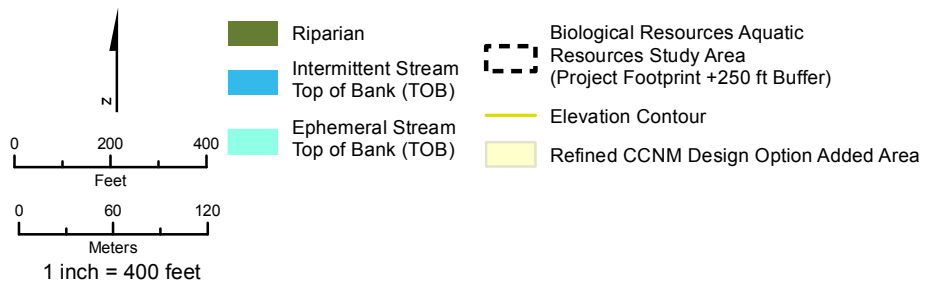 N
0 200 400
Feet
0 60 120
Meters
1 inch = 400 feet
Riparian
Intermittent Stream
Top of Bank (TOB)
Ephemeral Stream
Top of Bank (TOB)
Biological Resources Aquatic
Resources Study Area
(Project Footprint +250 ft Buffer)
Elevation Contour
Refined CCNM Design Option Added Area